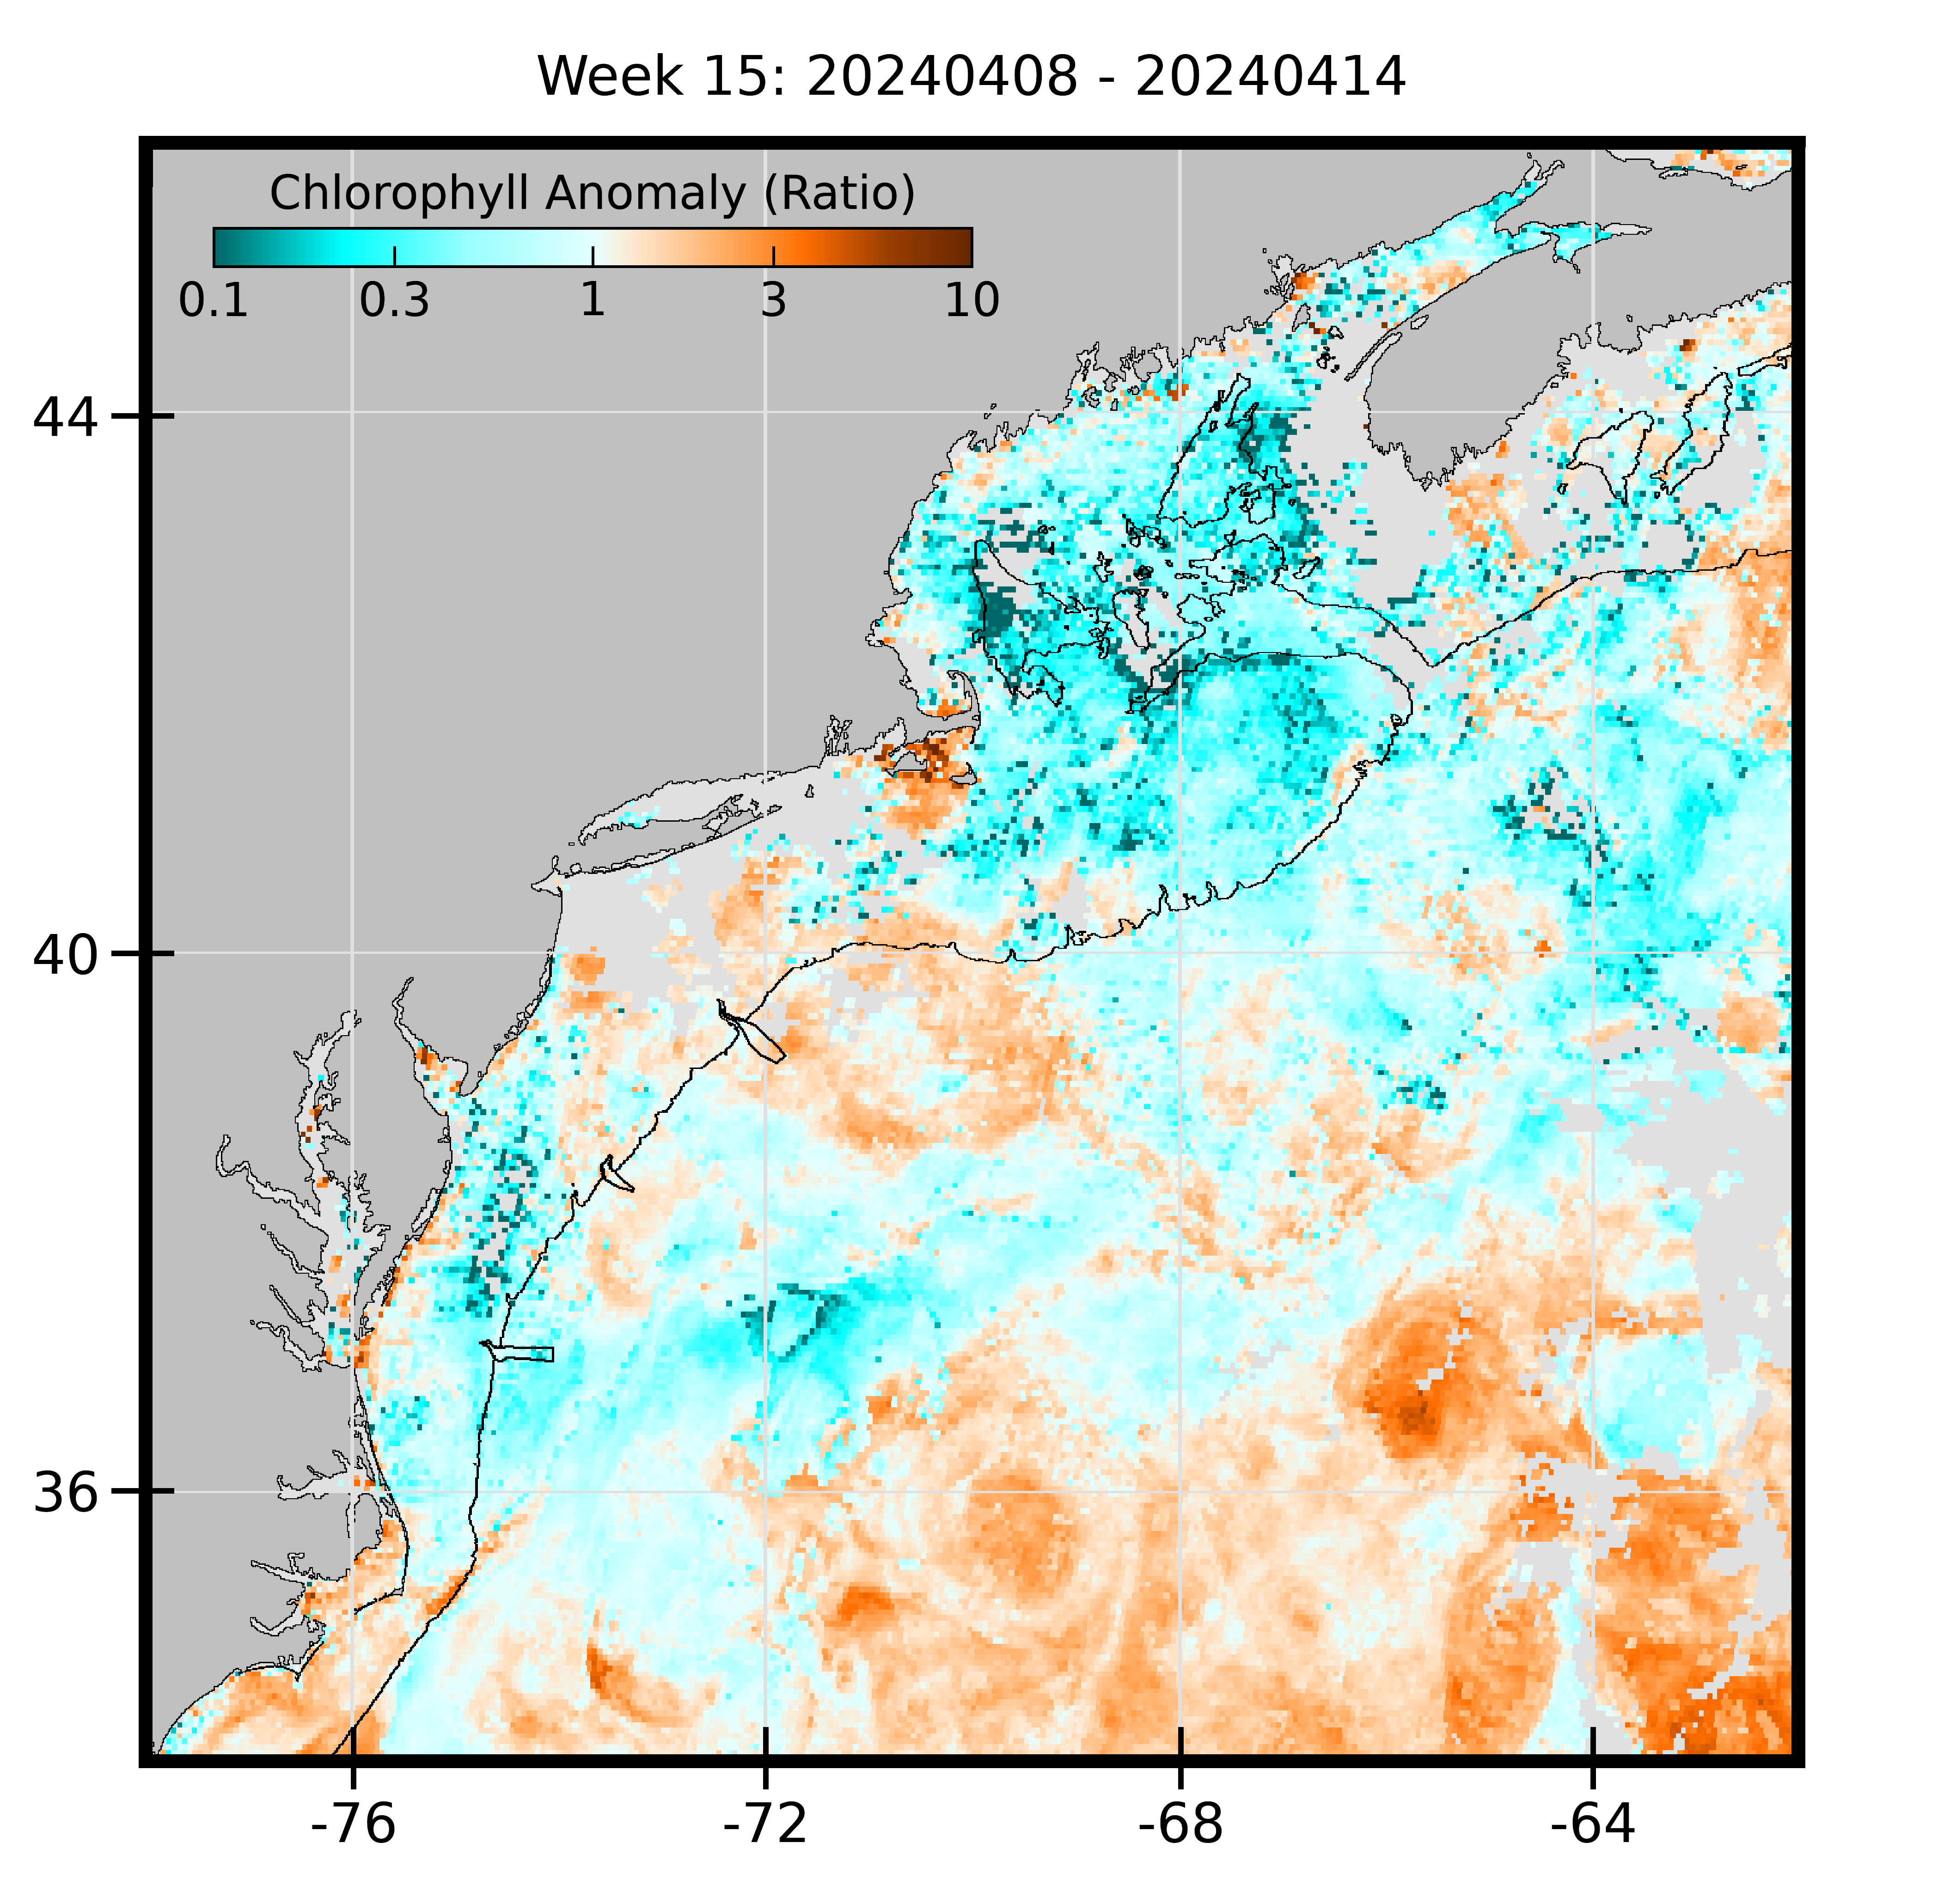 Week 15: 20240408 - 20240414
Chlorophyll Anomaly (Ratio)
0.1 0.3 1 3 10
44
40
36
-76 -72 -68 -64